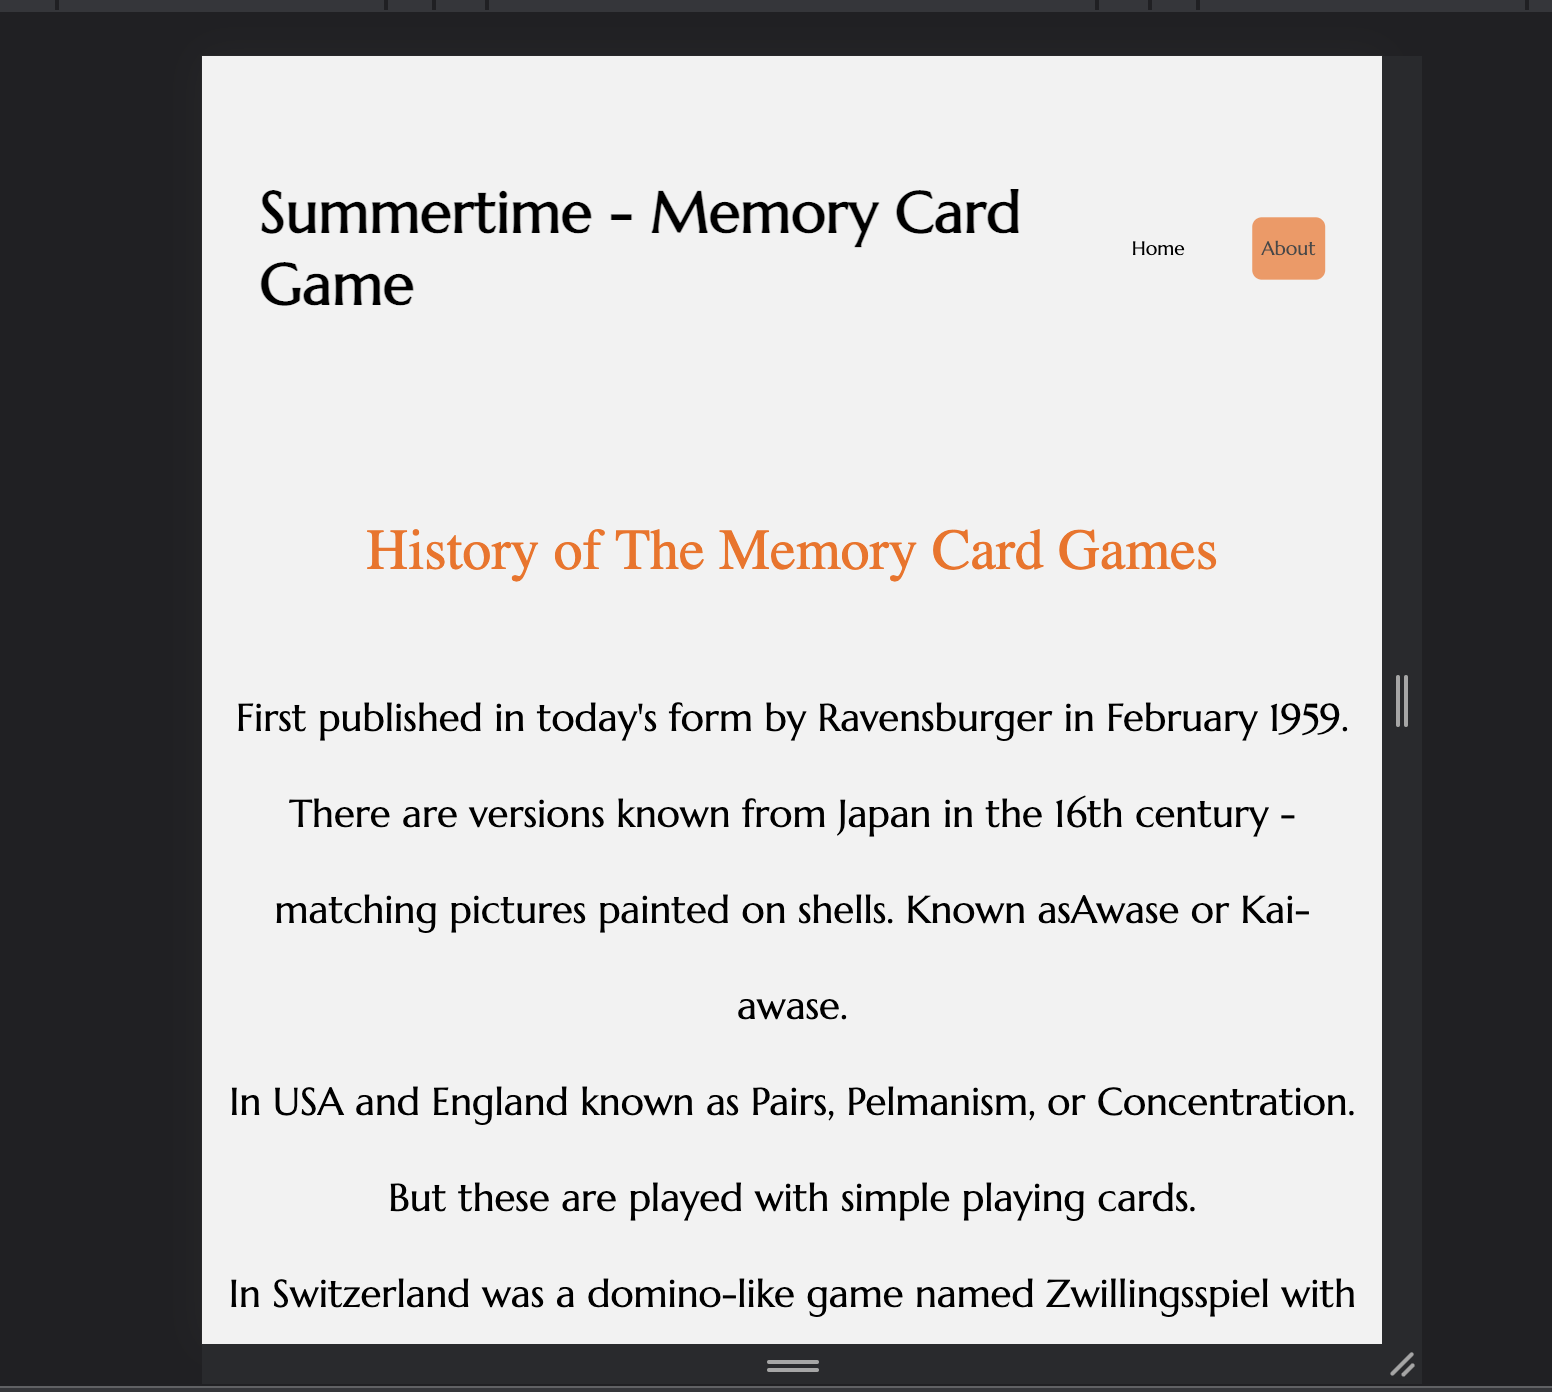 Summertime - Memory Card
Game
Home
About
History of The Memory Card Games
First published in today's form by Ravensburger in February 1959.
There are versions known from Japan in the 16th century -
matching pictures painted on shells. Known asAwase or Kai-
awase.
In USA and England known as Pairs, Pelmanism, or Concentration.
But these are played with simple playing cards.
In Switzerland was a domino-like game named Zwillingsspiel with